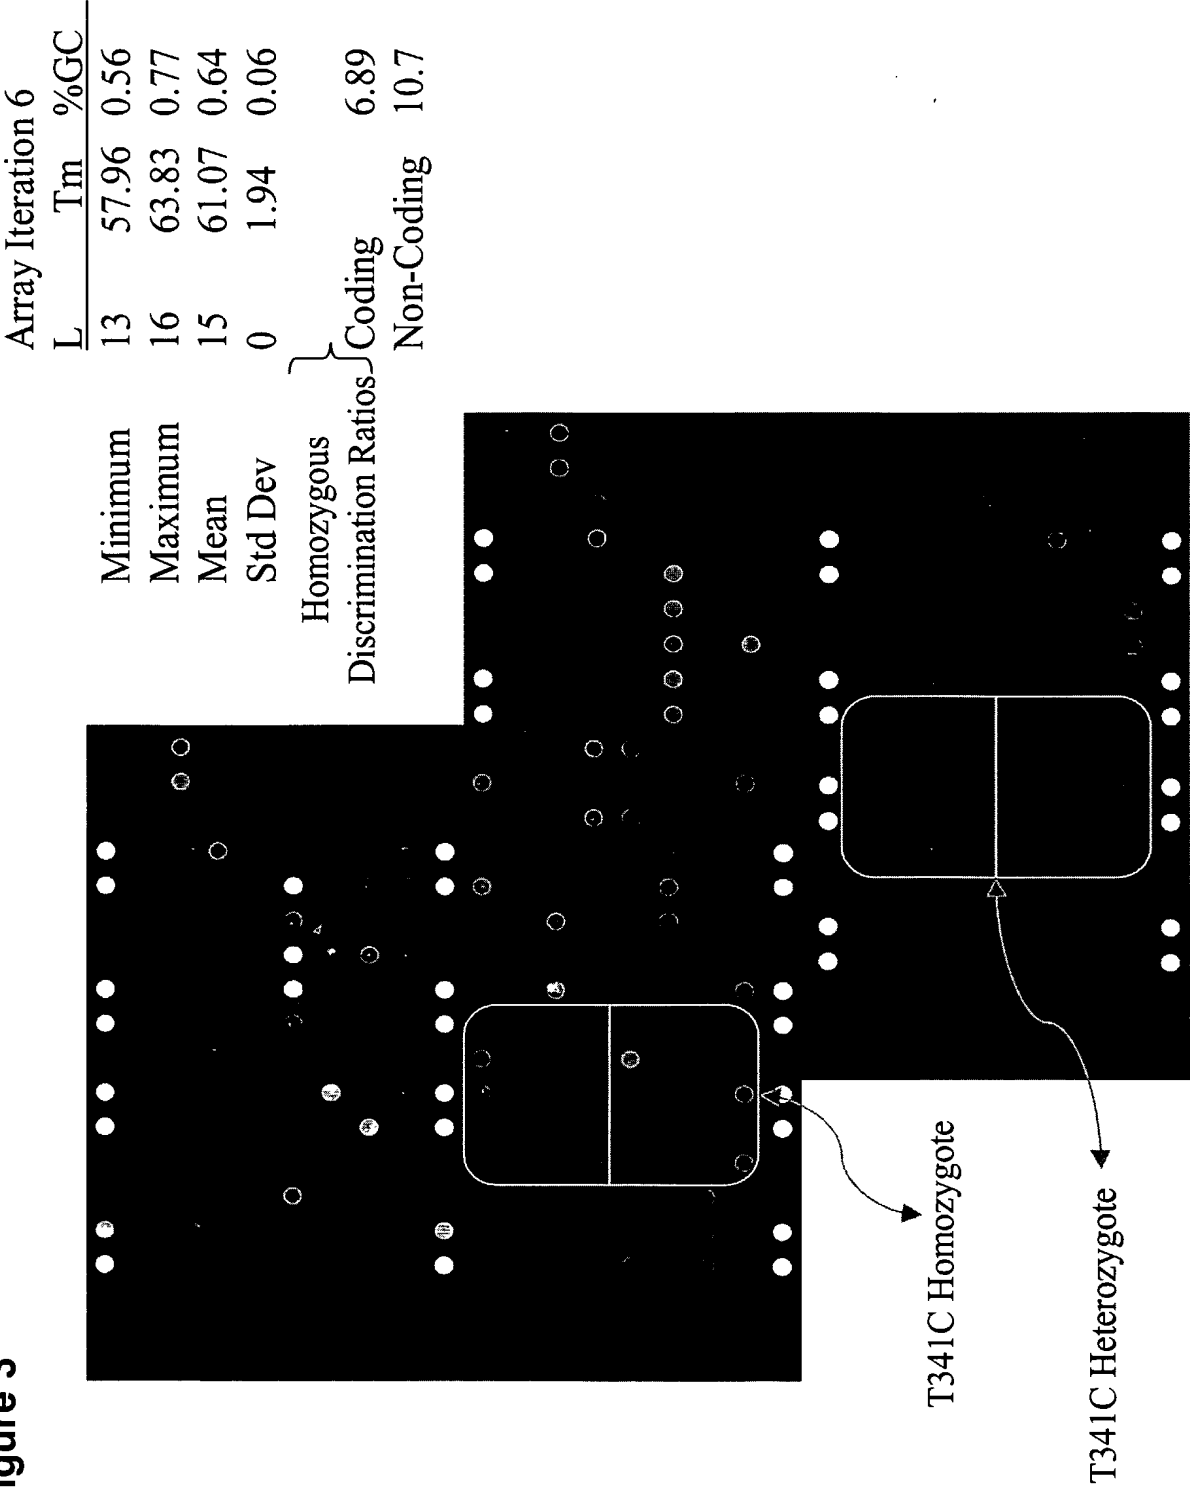 igure 3
Array Iteration 6
L Tm %GC
Minimum 13 57.96 0.56
Maximum 16 63.83 0.77
Mean 15 61.07 0.64
Std Dev 0 1.94 0.06
Homozygous
Discrimination Ratios
Coding 6.89
Non-Coding 10.7
T341C Homozygote
T341C Heterozygote